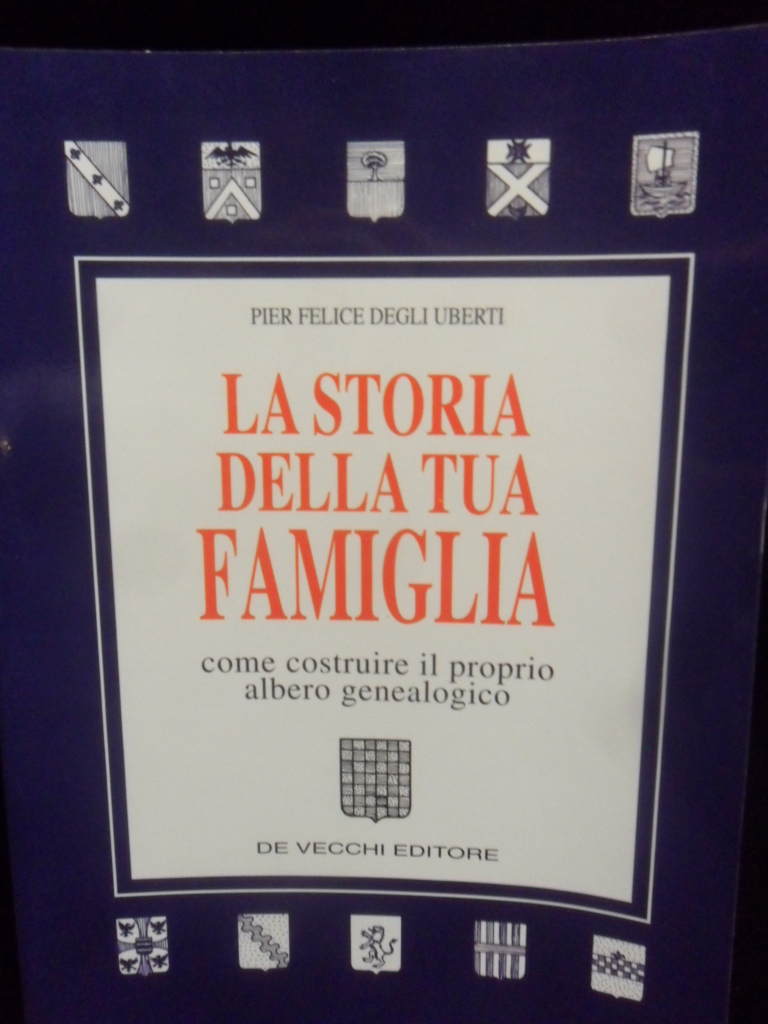 PIER FELICE DEGLI UBERTI
LA STORIA
DELLA TUA
FAMIGLIA
come costruire il proprio
albero genealogico
DE VECCHI EDITORE